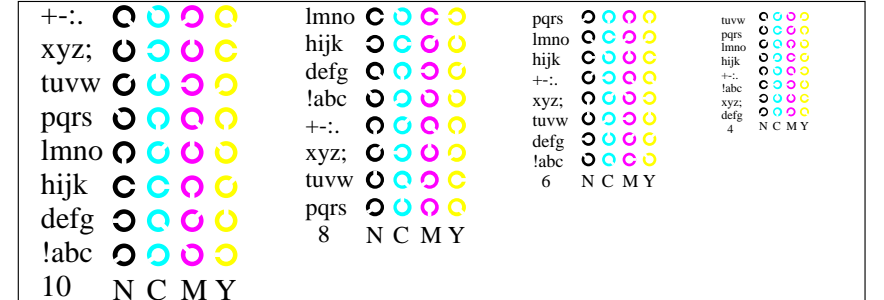 +-:.
xyz;
tuvw
pqrs
lmno
hijk
defg
!abc
10 N C M Y
lmno
hijk
defg
!abc
+-:.
xyz;
tuvw
pqrs
8 N C M Y
pqrs
lmno
hijk
+-:.
xyz;
tuvw
defg
!abc
6 N C M Y
tuvw
pqrs
lmno
hijk
+-:.
!abc
xyz;
defg
4 N C M Y